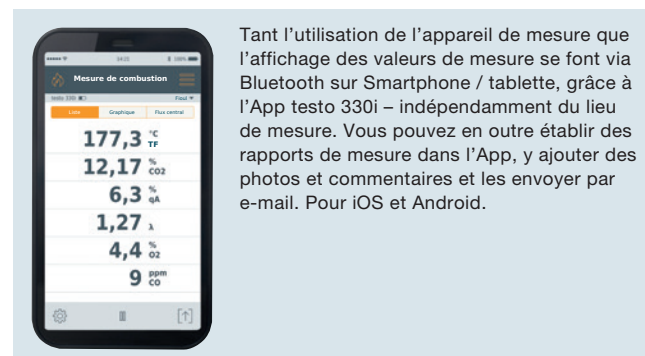 14:25
100%
Mesure de combustion
testo 330i
Fioul ▼
Liste
Graphique
Flux central
177,3 °C TF
12,17 % CO2
6,3 % qA
1,27 λ
4,4 % O2
9 ppm CO
Tant l’utilisation de l’appareil de mesure que
l’affichage des valeurs de mesure se font via
Bluetooth sur Smartphone / tablette, grâce à
l’App testo 330i – indépendamment du lieu
de mesure. Vous pouvez en outre établir des
rapports de mesure dans l’App, y ajouter des
photos et commentaires et les envoyer par
e-mail. Pour iOS et Android.